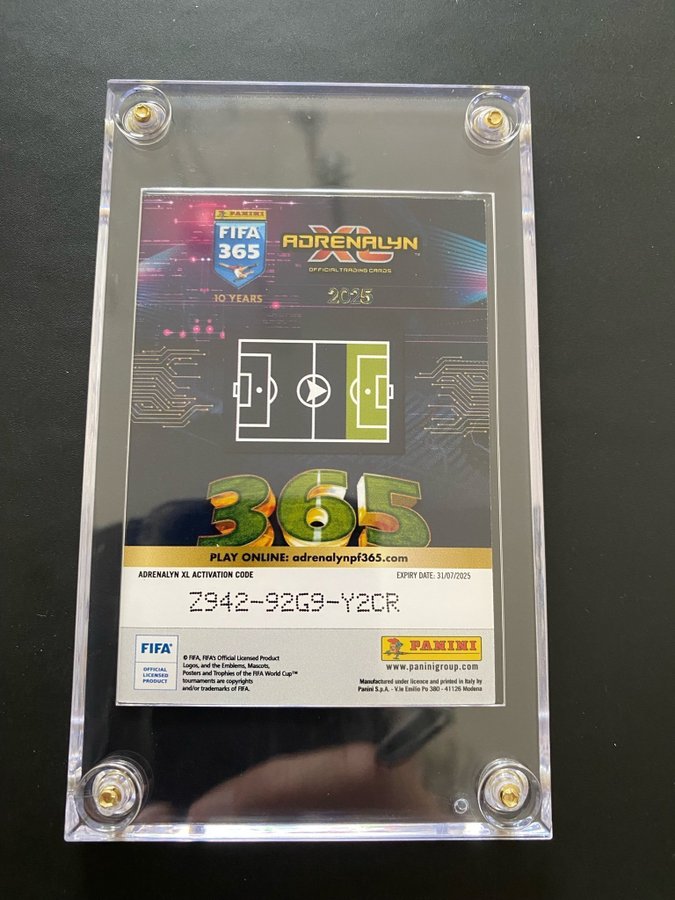 PANINI
FIFA
365
10 YEARS
ADRENALYN
XL™
OFFICIAL TRADING CARDS
2025
365
PLAY ONLINE: adrenalynpf365.com
ADRENALYN XL ACTIVATION CODE
EXPIRY DATE: 31/07/2025
Z942-92G9-Y2CR
FIFA®
OFFICIAL
LICENSED
PRODUCT
© FIFA, FIFA's Official Licensed Product
Logos, and the Emblems, Mascots,
Posters and Trophies of the FIFA World Cup™
tournaments are copyrights
and/or trademarks of FIFA.
PANINI
www.paninigroup.com
Manufactured under licence and printed in Italy by
Panini S.p.A. - V.le Emilio Po 380 - 41126 Modena